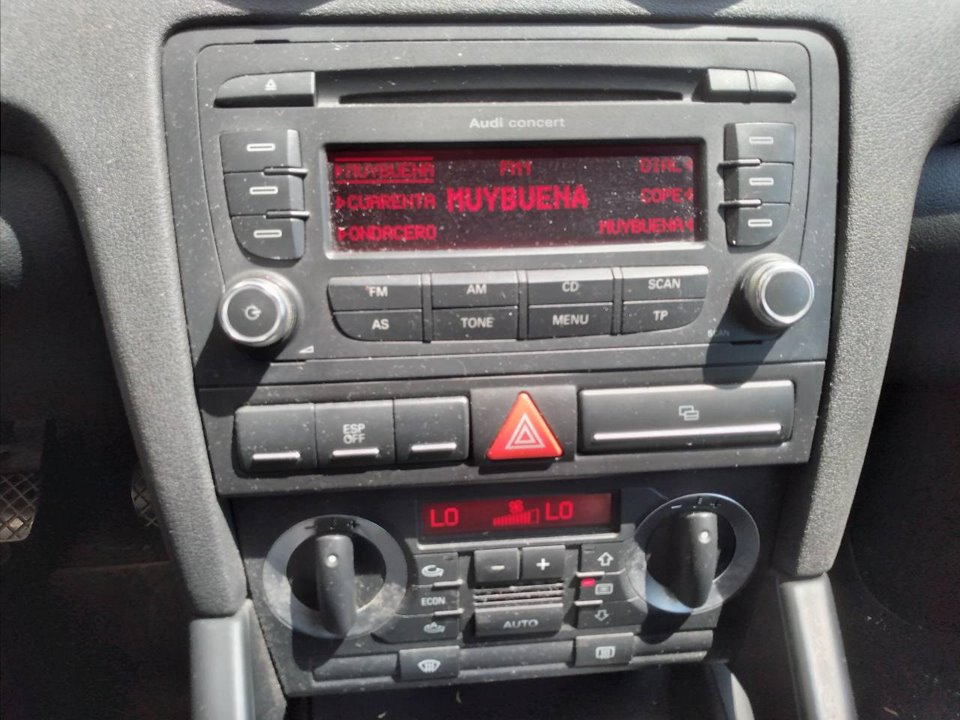 Audi concert
MUYBUENA FM1 DIAL
CUARENTA MUYBUENA COPE
ONDACERO MUYBUENA
FM AM CD SCAN
AS TONE MENU TP
SCAN
ESP
OFF
LO LO
- +
ECON
AUTO